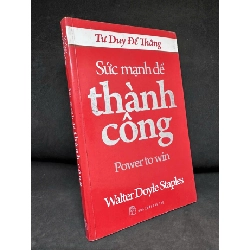 Tư Duy Để Thắng
Sức mạnh để
thành
công
Power to win
Walter Doyle Staples